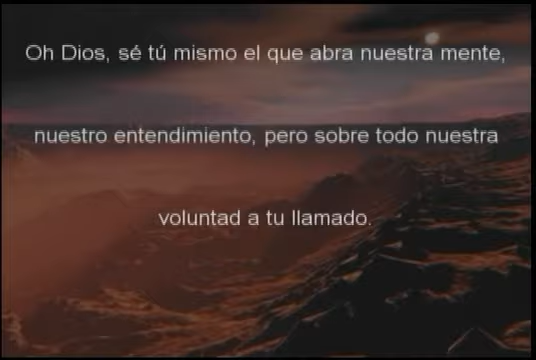 Oh Dios, sé tú mismo el que abra nuestra mente,
nuestro entendimiento, pero sobre todo nuestra
voluntad a tu llamado.